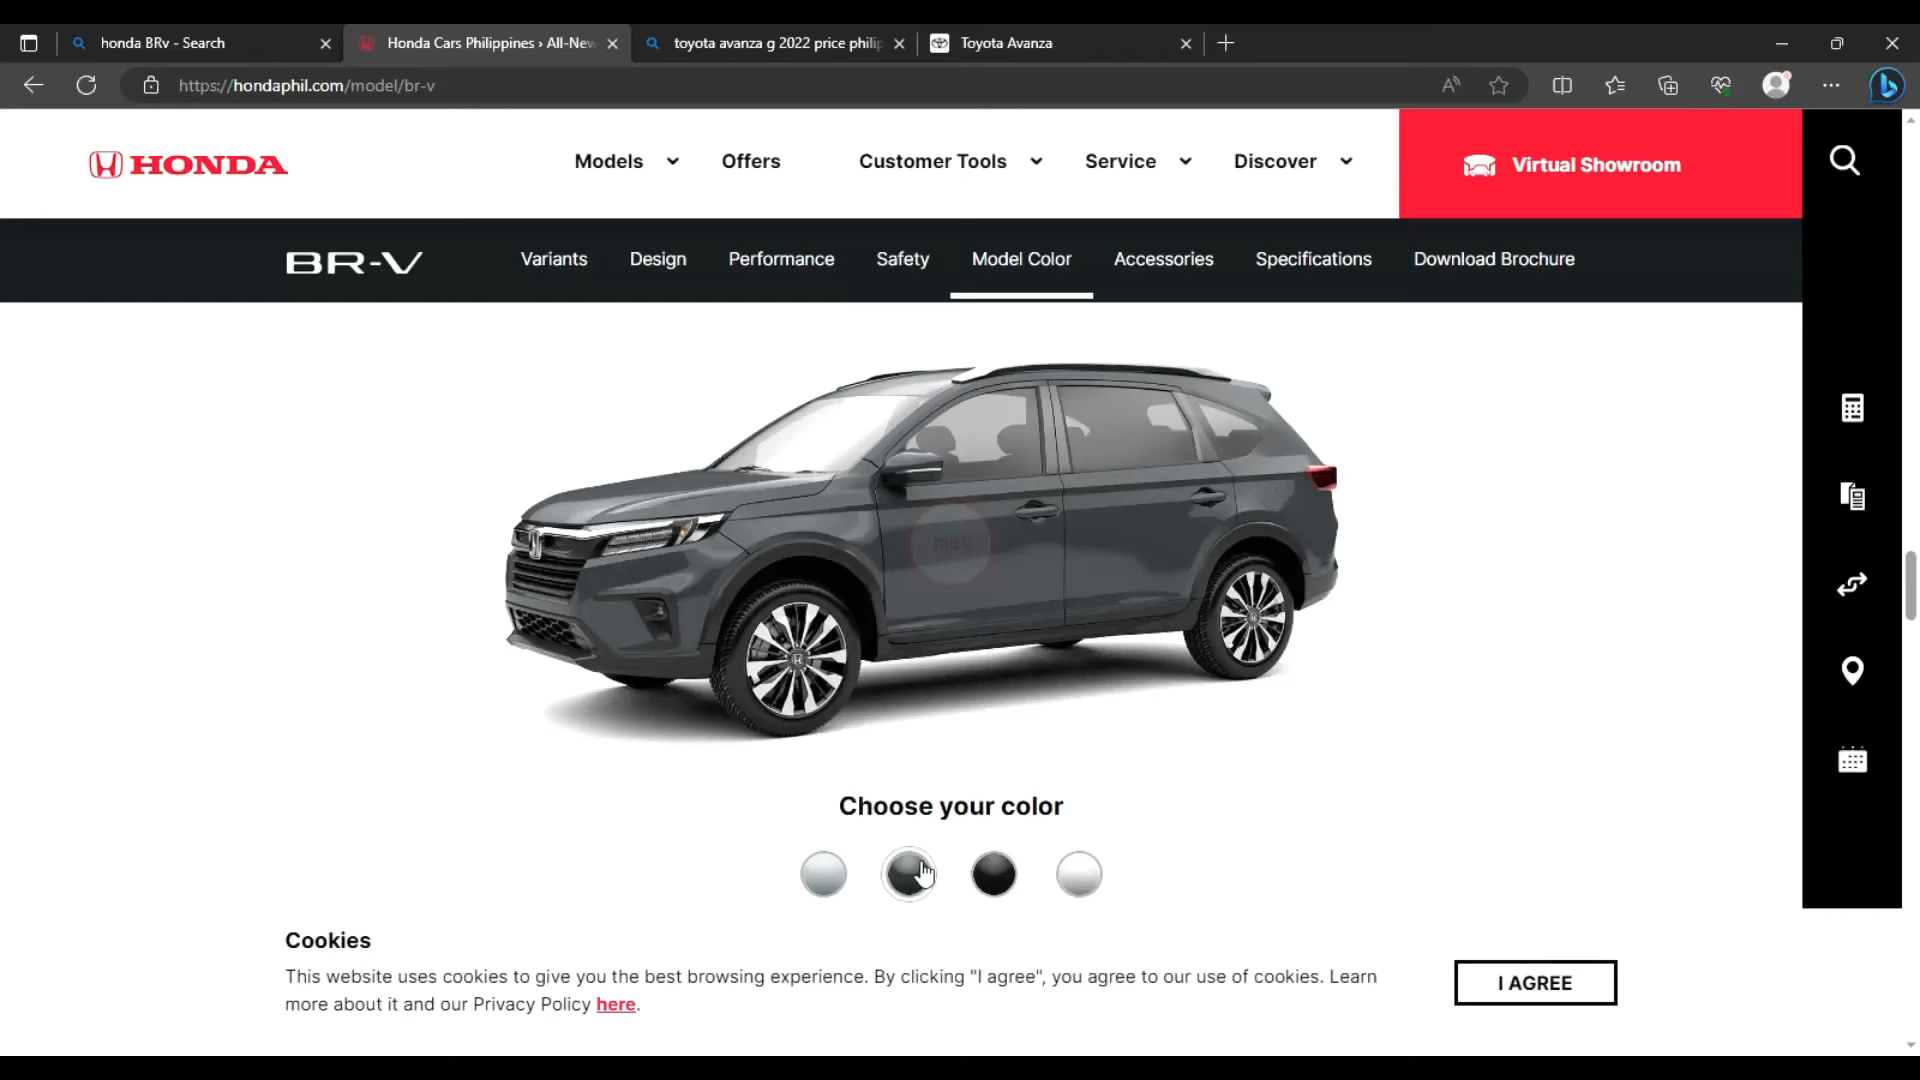 honda BRv - Search
Honda Cars Philippines › All-New
toyota avanza g 2022 price philip
Toyota Avanza
https://hondaphil.com/model/br-v
HONDA
Models
Offers
Customer Tools
Service
Discover
Virtual Showroom
BR-V
Variants
Design
Performance
Safety
Model Color
Accessories
Specifications
Download Brochure
Choose your color
Cookies
This website uses cookies to give you the best browsing experience. By clicking "I agree", you agree to our use of cookies. Learn
more about it and our Privacy Policy here.
I AGREE